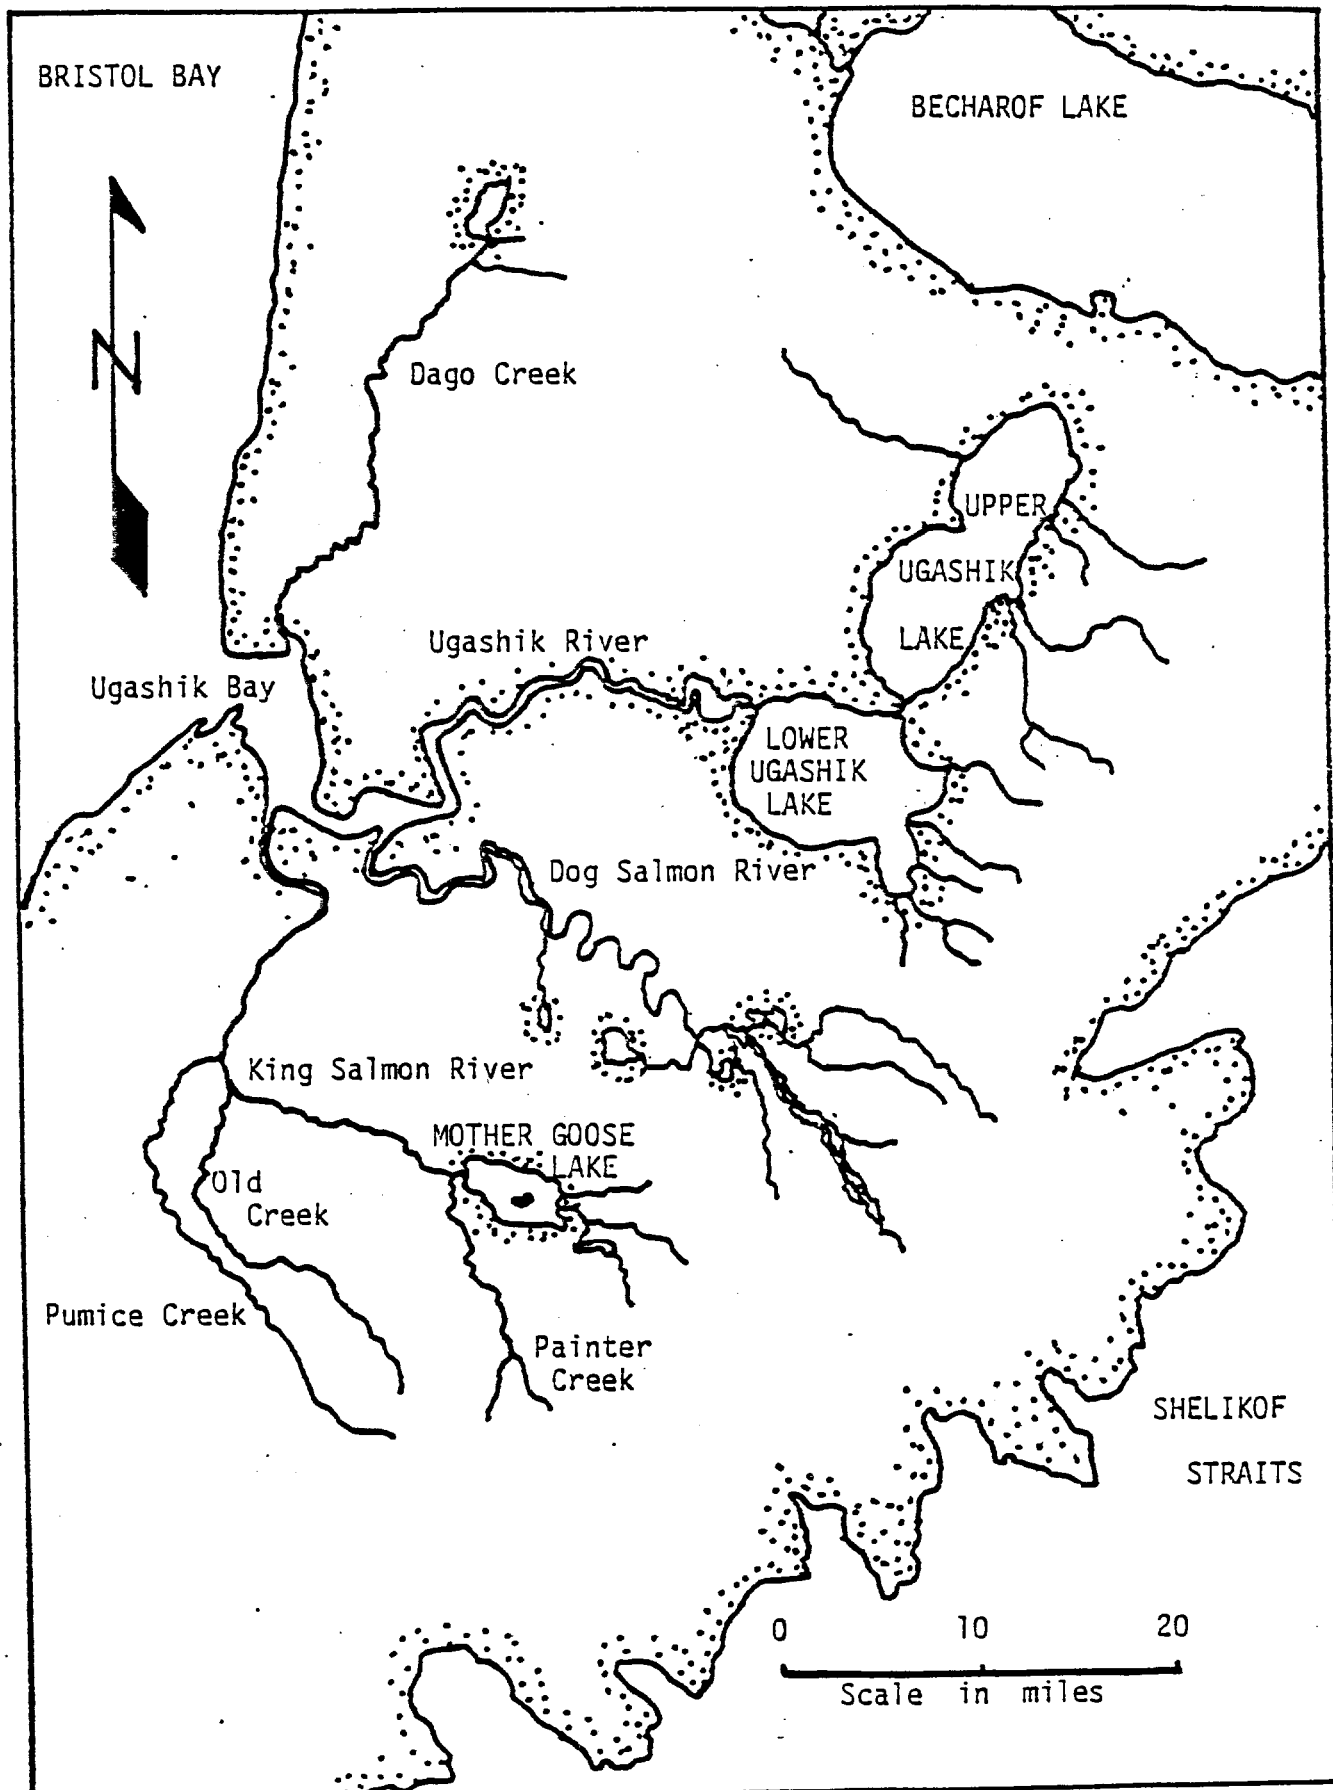 BRISTOL BAY
BECHAROF LAKE
N
Dago Creek
UPPER
UGASHIK
LAKE
Ugashik River
Ugashik Bay
LOWER
UGASHIK
LAKE
Dog Salmon River
King Salmon River
MOTHER GOOSE
LAKE
Old
Creek
Pumice Creek
Painter
Creek
SHELIKOF
STRAITS
0 10 20
Scale in miles